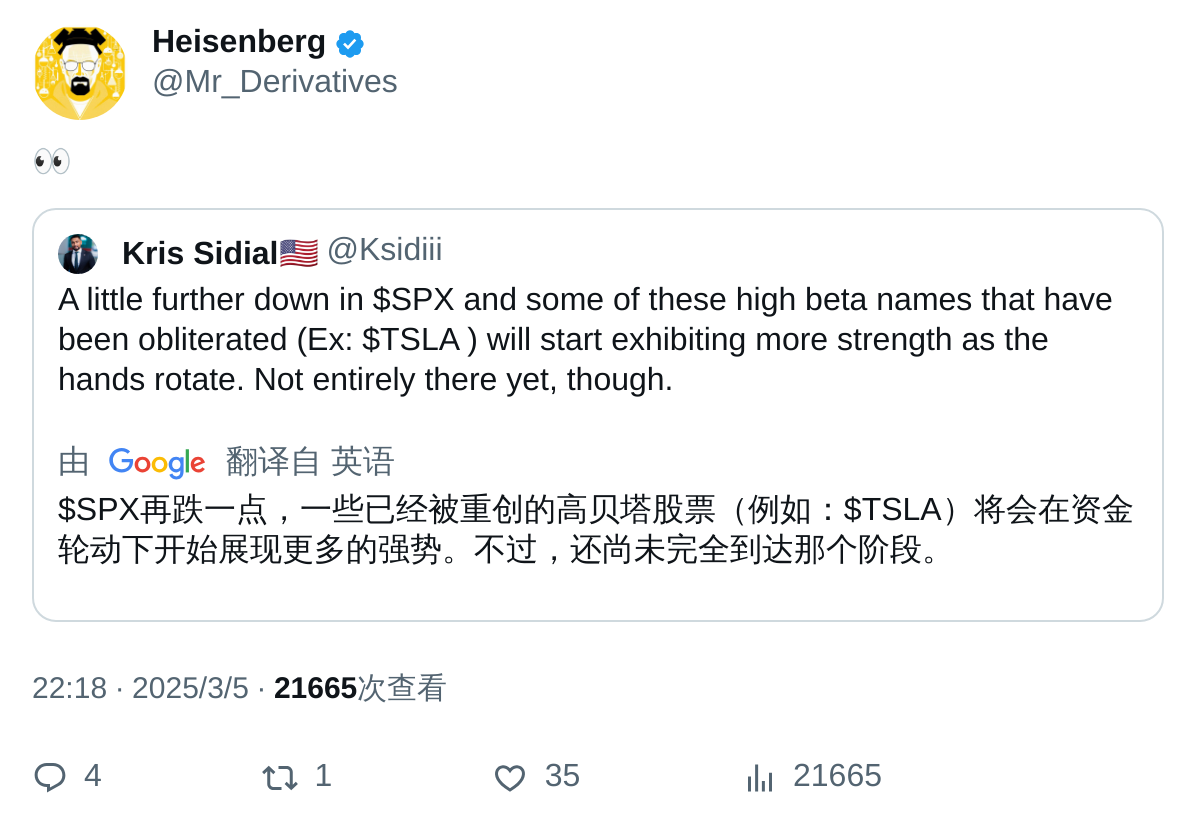 Heisenberg
@Mr_Derivatives
👀
Kris Sidial🇺🇸 @Ksidiii
A little further down in $SPX and some of these high beta names that have
been obliterated (Ex: $TSLA ) will start exhibiting more strength as the
hands rotate. Not entirely there yet, though.
由 Google 翻译自 英语
$SPX再跌一点，一些已经被重创的高贝塔股票（例如：$TSLA）将会在资金
轮动下开始展现更多的强势。不过，还尚未完全到达那个阶段。
22:18 · 2025/3/5 · 21665次查看
4 1 35 21665